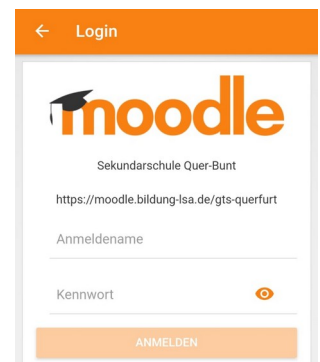 Login
moodle
Sekundarschule Quer-Bunt
https://moodle.bildung-lsa.de/gts-querfurt
Anmeldename
Kennwort
ANMELDEN